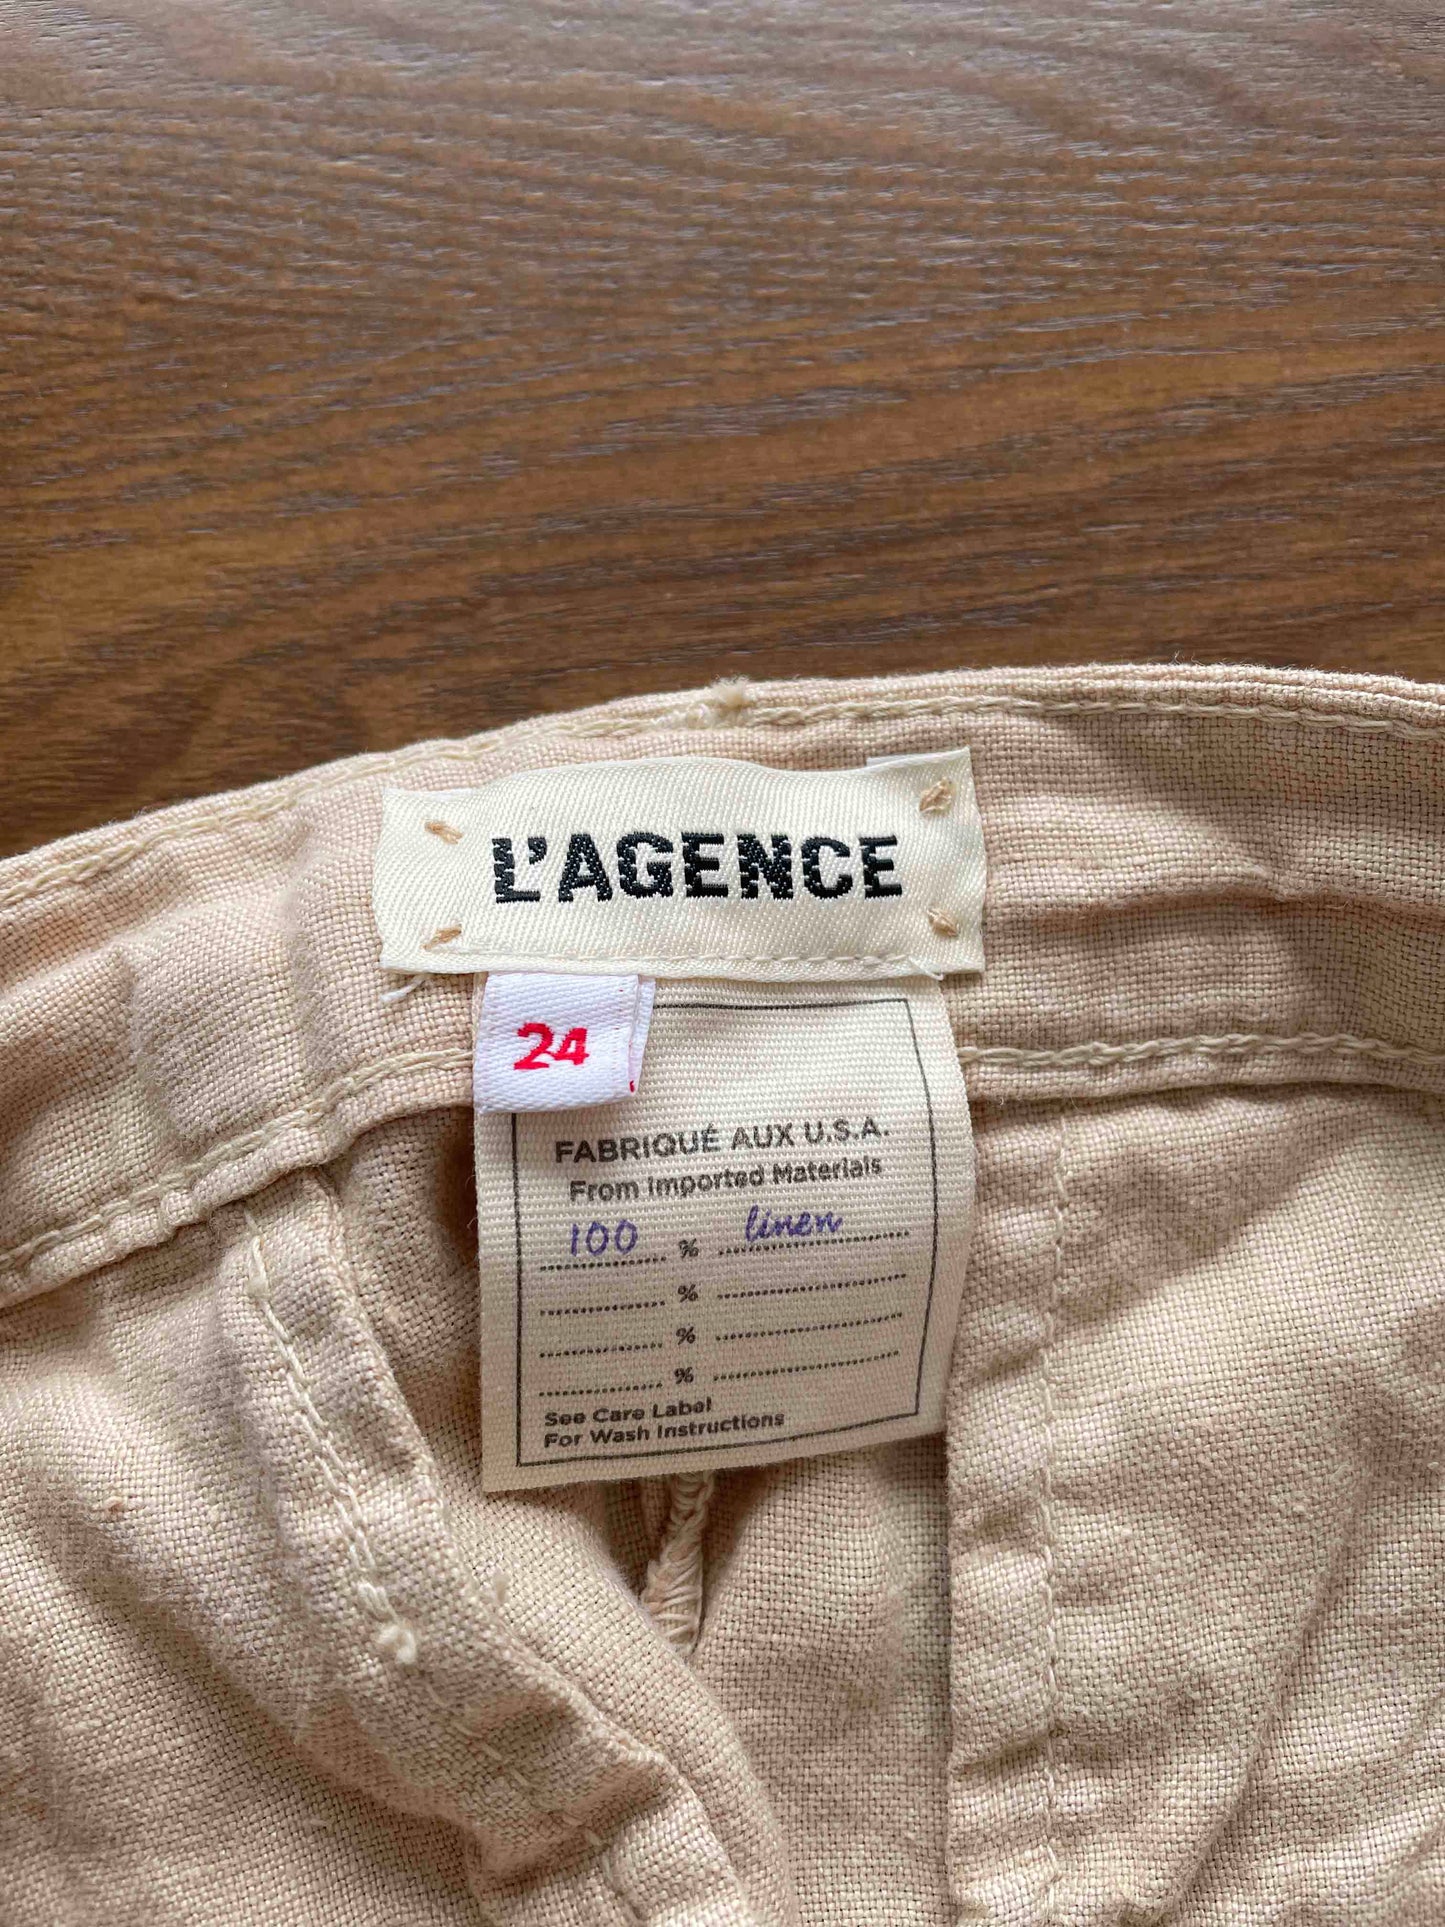 L'AGENCE
24
FABRIQUÉ AUX U.S.A.
From Imported Materials
100 % linen
%
%
%
See Care Label
For Wash Instructions